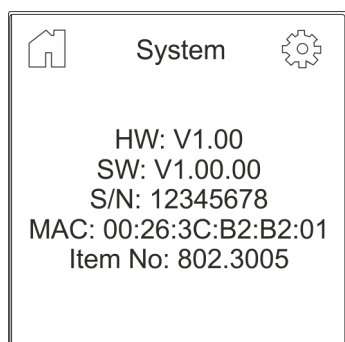 System
HW: V1.00
SW: V1.00.00
S/N: 12345678
MAC: 00:26:3C:B2:B2:01
Item No: 802.3005